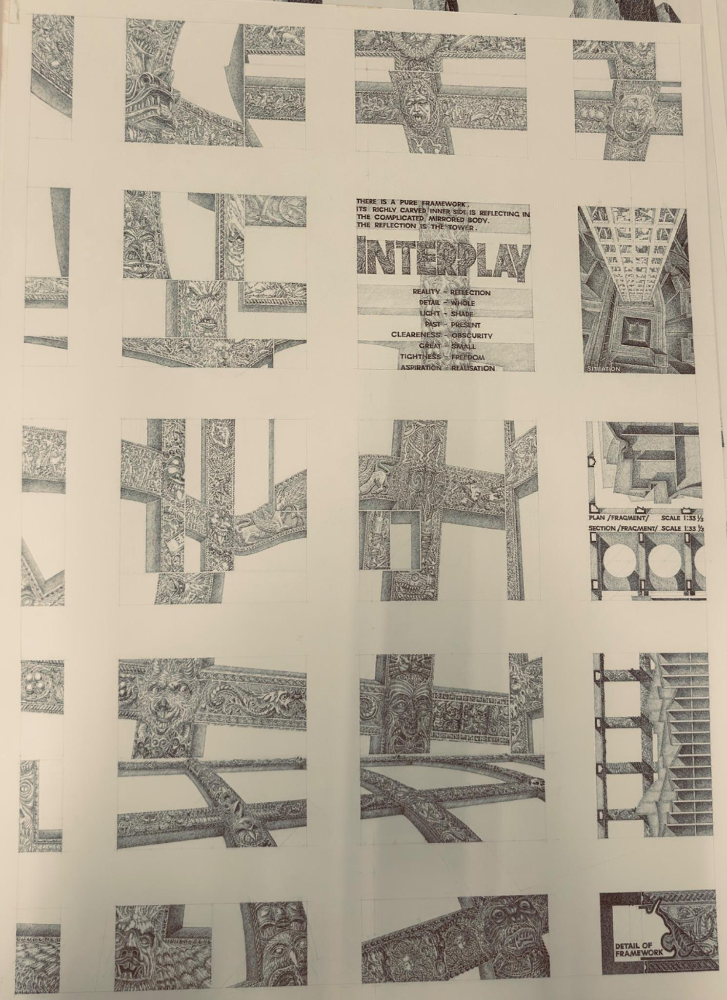 THERE IS A PURE FRAMEWORK.
ITS RICHLY CARVED INNER SIDE IS REFLECTING IN
THE COMPLICATED MIRRORED BODY.
THE REFLECTION IS THE TOWER.
INTERPLAY
REALITY - REFLECTION
DETAIL - WHOLE
LIGHT - SHADE
PAST - PRESENT
CLEARENESS - OBSCURITY
GREAT - SMALL
TIGHTNESS - FREEDOM
ASPIRATION - REALISATION
SITUATION
PLAN /FRAGMENT/ SCALE 1:33 ⅓
SECTION /FRAGMENT/ SCALE 1:33 ⅓
DETAIL OF
FRAMEWORK